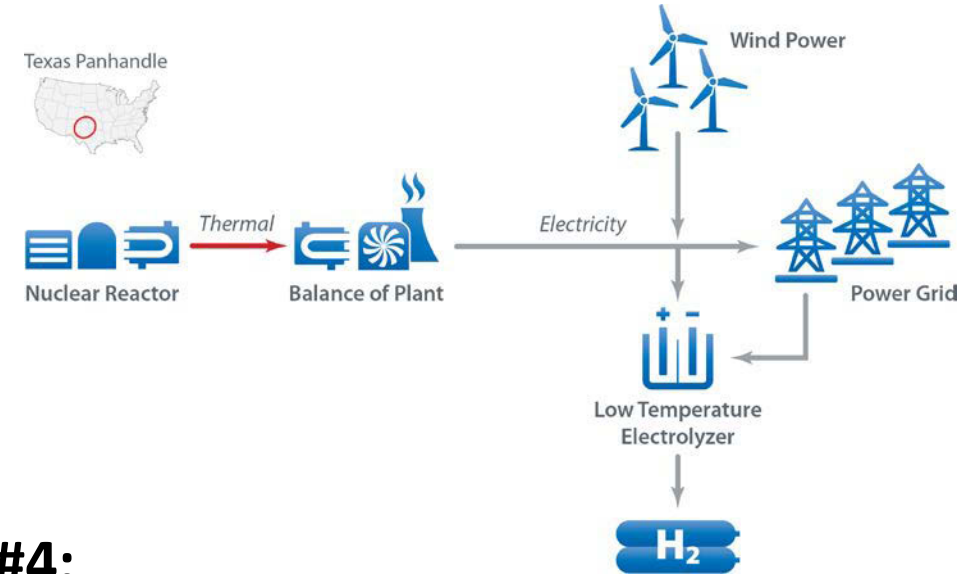 Texas Panhandle
Wind Power
Thermal
Electricity
Nuclear Reactor
Balance of Plant
Power Grid
+ −
Low Temperature
Electrolyzer
H₂
#4: